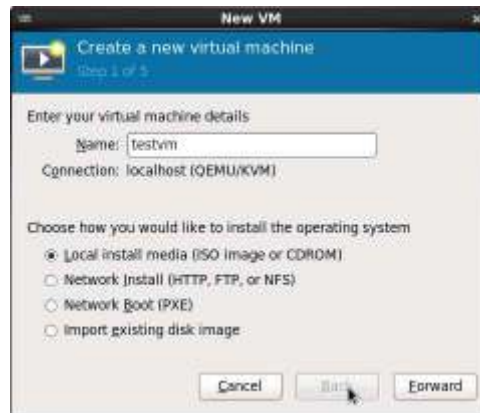 New VM
Create a new virtual machine
Step 1 of 5
Enter your virtual machine details
Name: testvm
Connection: localhost (QEMU/KVM)
Choose how you would like to install the operating system
Local install media (ISO image or CDROM)
Network Install (HTTP, FTP, or NFS)
Network Boot (PXE)
Import existing disk image
Cancel Back Forward